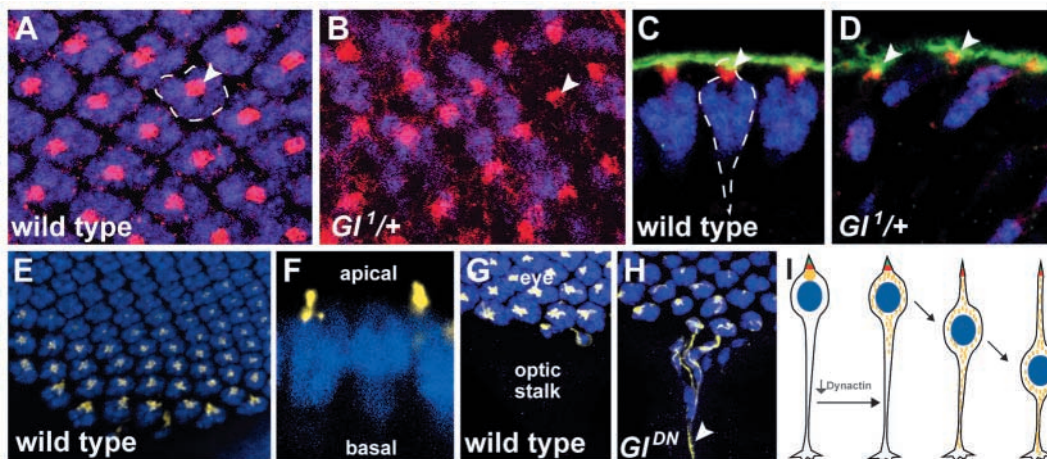 A
wild type
B
Gl¹/+
C
wild type
D
Gl¹/+
E
wild type
F
apical
basal
G
eye
optic
stalk
wild type
H
Gl^DN
I
↓Dynactin